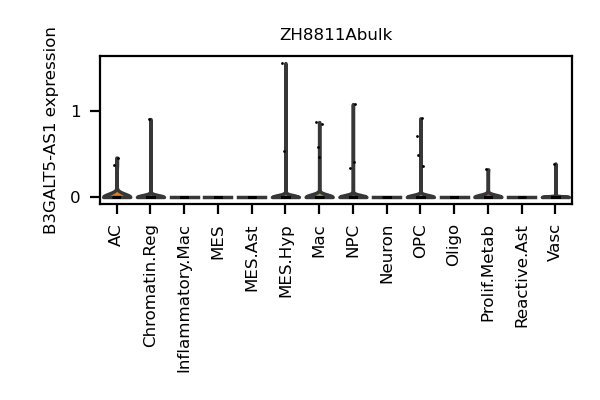 ZH8811Abulk
B3GALT5-AS1 expression
1
0
AC
Chromatin.Reg
Inflammatory.Mac
MES
MES.Ast
MES.Hyp
Mac
NPC
Neuron
OPC
Oligo
Prolif.Metab
Reactive.Ast
Vasc